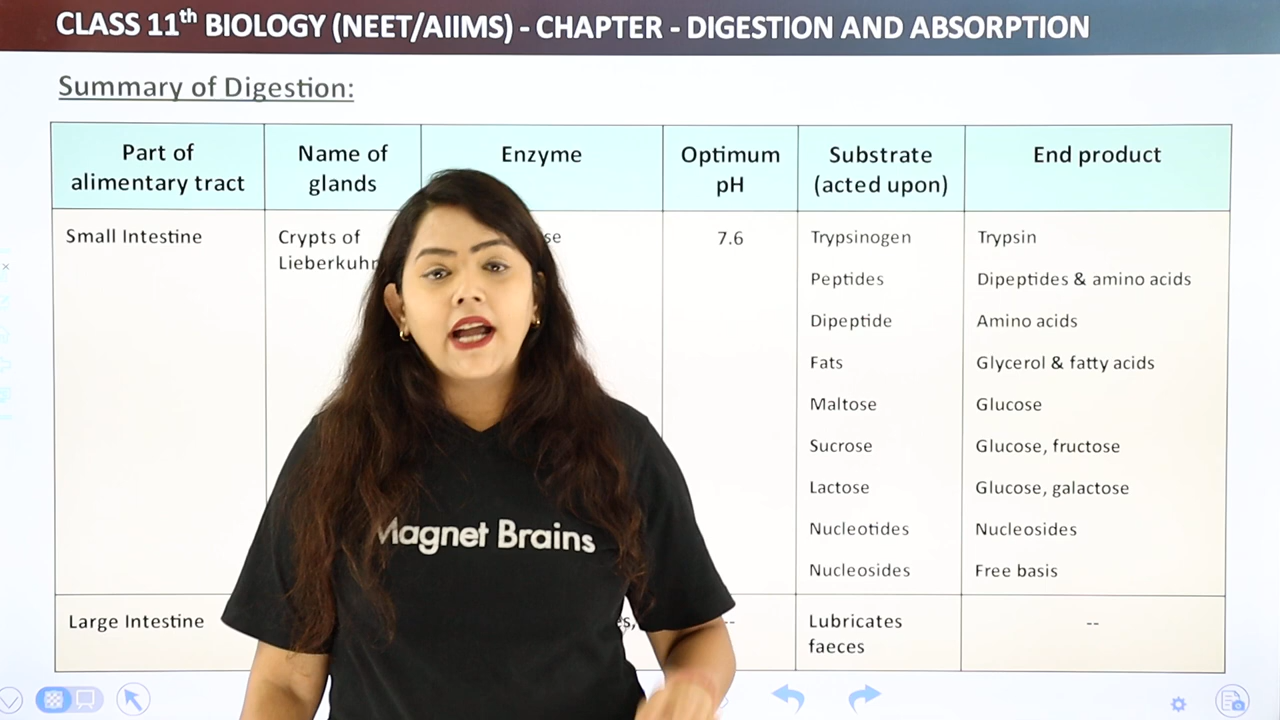 CLASS 11th BIOLOGY (NEET/AIIMS) - CHAPTER - DIGESTION AND ABSORPTION
Summary of Digestion:
Part of
alimentary tract
Name of
glands
Enzyme
Optimum
pH
Substrate
(acted upon)
End product
Small Intestine
Crypts of
7.6
Trypsinogen
Trypsin
Peptides
Dipeptides & amino acids
Dipeptide
Amino acids
Fats
Glycerol & fatty acids
Maltose
Glucose
Sucrose
Glucose, fructose
Lactose
Glucose, galactose
Nucleotides
Nucleosides
Nucleosides
Free basis
Large Intestine
--
Lubricates
faeces
--
Magnet Brains